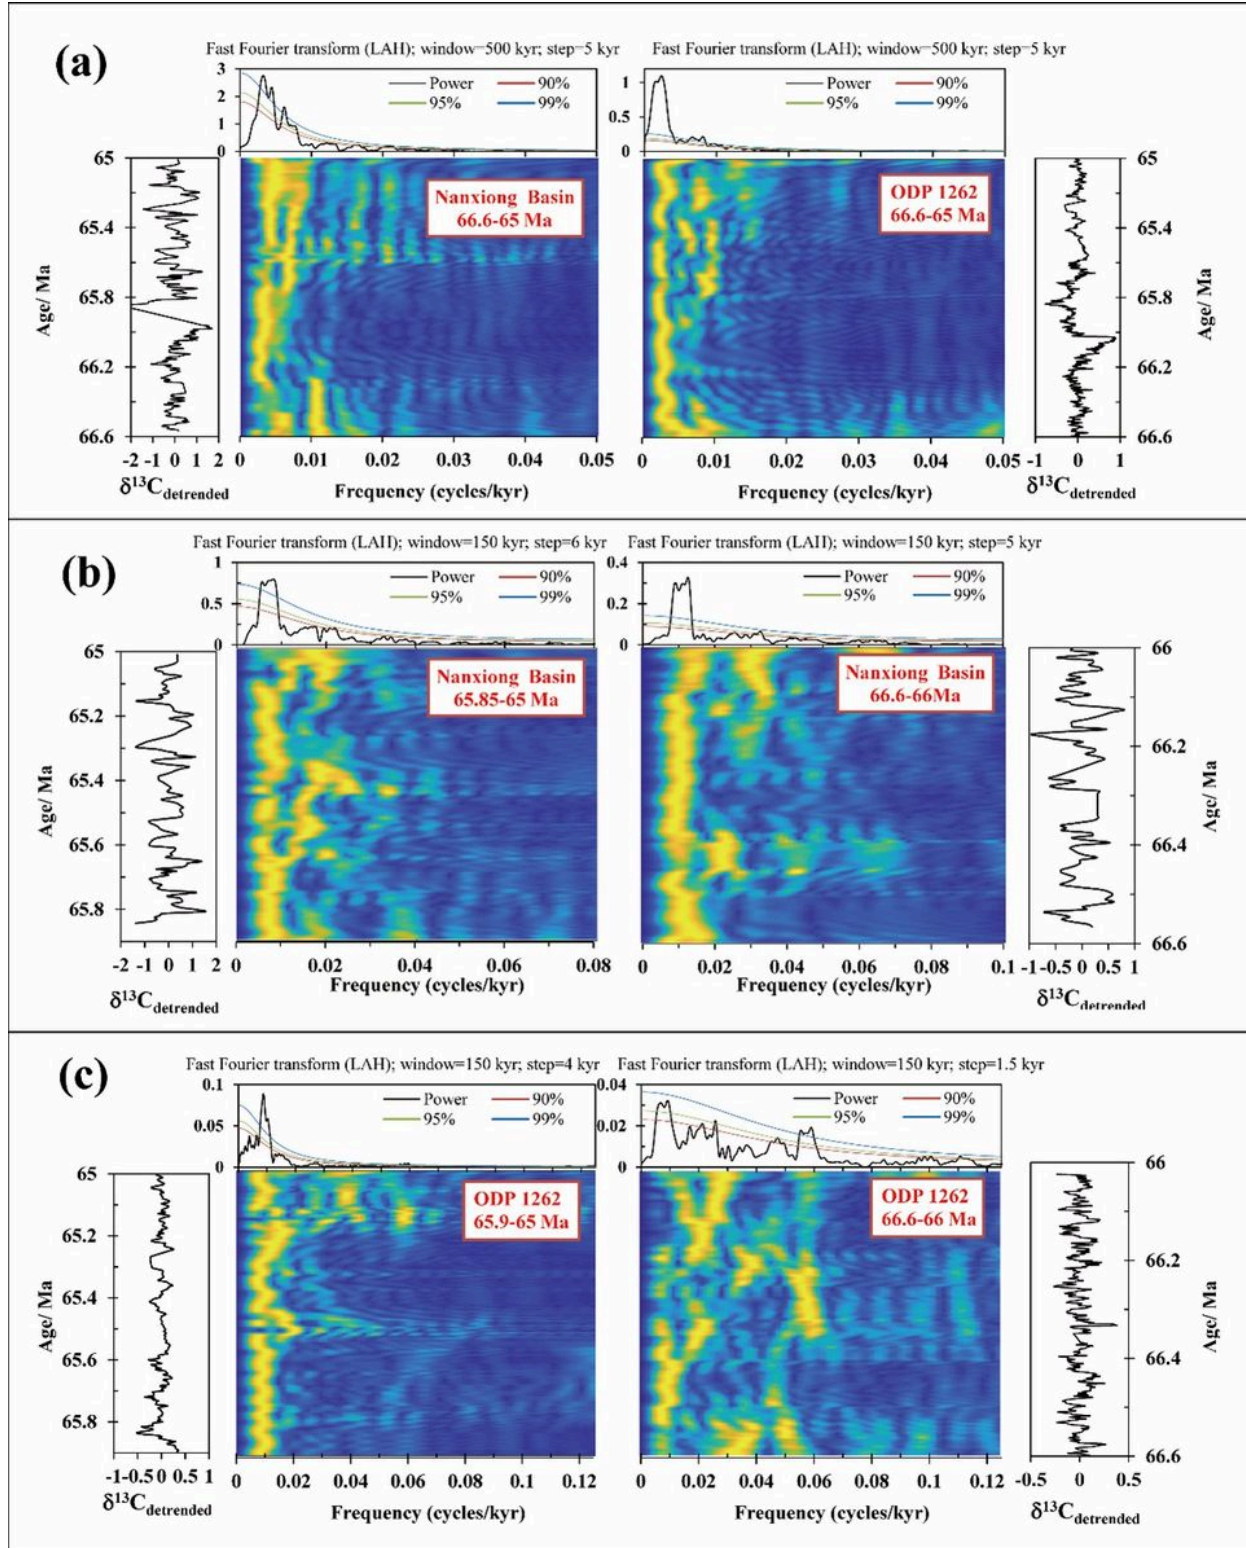 (a)
Fast Fourier transform (LAH); window=500 kyr; step=5 kyr
Power 90%
95% 99%
3
2
1
0
Nanxiong Basin
66.6-65 Ma
65
65.4
65.8
66.2
66.6
Age/ Ma
-2 -1 0 1 2
δ13Cdetrended
0 0.01 0.02 0.03 0.04 0.05
Frequency (cycles/kyr)
Fast Fourier transform (LAH); window=500 kyr; step=5 kyr
Power 90%
95% 99%
1
0.5
0
ODP 1262
66.6-65 Ma
0 0.01 0.02 0.03 0.04 0.05
Frequency (cycles/kyr)
65
65.4
65.8
66.2
66.6
Age/ Ma
-1 0 1
δ13Cdetrended
(b)
Fast Fourier transform (LAH); window=150 kyr; step=6 kyr
Power 90%
95% 99%
1
0.5
0
Nanxiong Basin
65.85-65 Ma
65
65.2
65.4
65.6
65.8
Age/ Ma
-2 -1 0 1 2
δ13Cdetrended
0 0.02 0.04 0.06 0.08
Frequency (cycles/kyr)
Fast Fourier transform (LAH); window=150 kyr; step=5 kyr
Power 90%
95% 99%
0.4
0.2
0
Nanxiong Basin
66.6-66Ma
0 0.02 0.04 0.06 0.08 0.1
Frequency (cycles/kyr)
66
66.2
66.4
66.6
Age/ Ma
-1 -0.5 0 0.5 1
δ13Cdetrended
(c)
Fast Fourier transform (LAH); window=150 kyr; step=4 kyr
Power 90%
95% 99%
0.1
0.05
0
ODP 1262
65.9-65 Ma
65
65.2
65.4
65.6
65.8
Age/ Ma
-1 -0.5 0 0.5 1
δ13Cdetrended
0 0.02 0.04 0.06 0.08 0.1 0.12
Frequency (cycles/kyr)
Fast Fourier transform (LAH); window=150 kyr; step=1.5 kyr
Power 90%
95% 99%
0.04
0.02
0
ODP 1262
66.6-66 Ma
0 0.02 0.04 0.06 0.08 0.1 0.12
Frequency (cycles/kyr)
66
66.2
66.4
66.6
Age/ Ma
-0.5 0 0.5
δ13Cdetrended